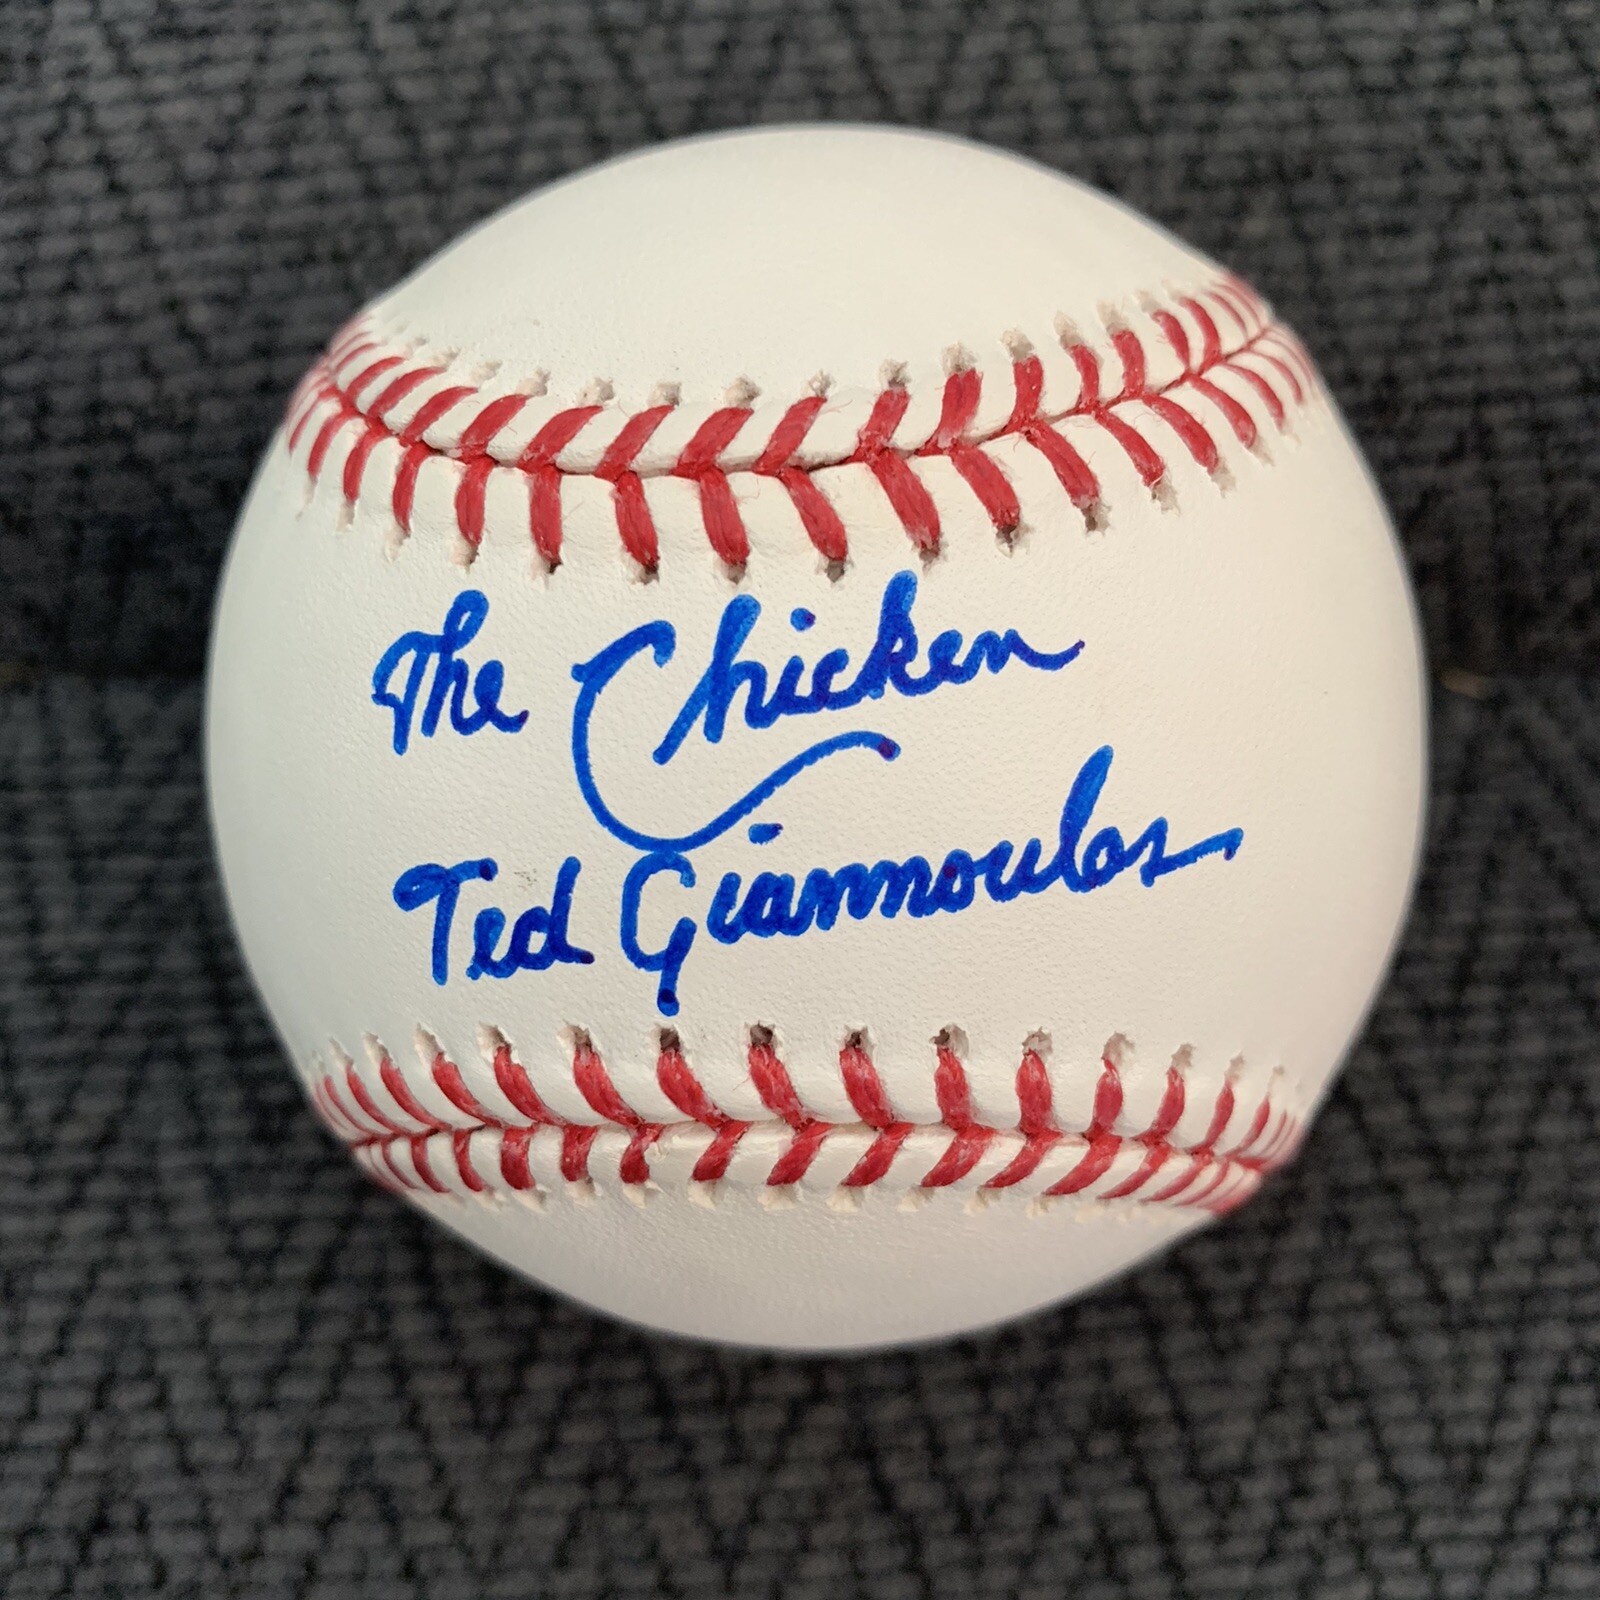 The Chicken
Ted Giannoulas